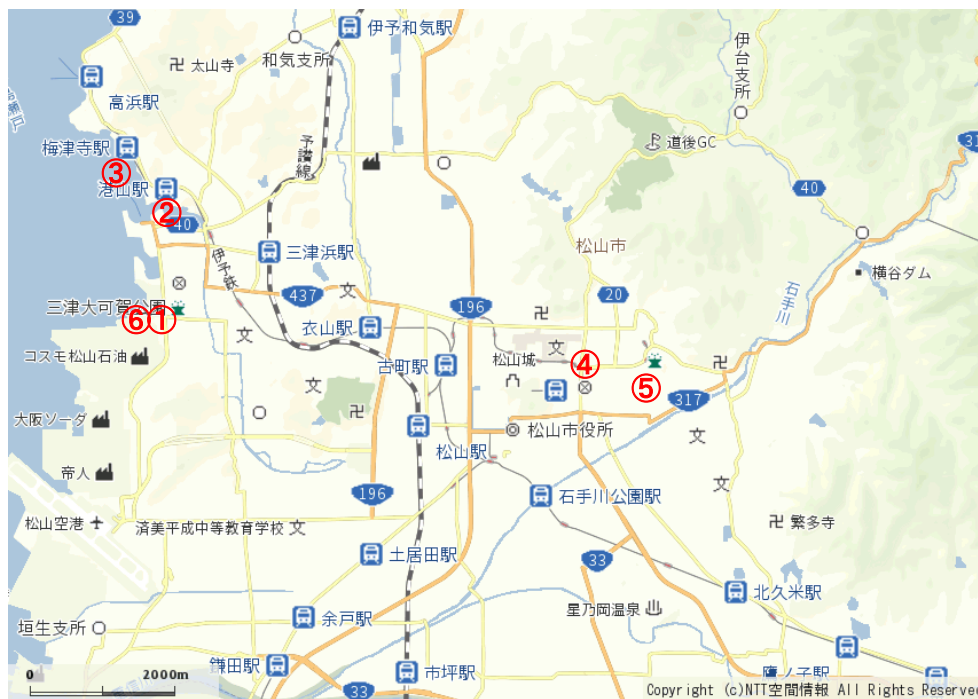 39
伊予和気駅
和気支所
太山寺
高浜駅
伊台支所
道後GC
予讃線
梅津寺駅
③
港山駅
②
40
40
松山市
三津浜駅
伊予鉄
横谷ダム
石手川
437
196
20
三津大可賀公園
⑥①
衣山駅
古町駅
松山城
④
⑤
コスモ松山石油
317
大阪ソーダ
松山市役所
松山駅
帝人
196
石手川公園駅
松山空港
済美平成中等教育学校
繁多寺
土居田駅
33
北久米駅
星乃岡温泉
余戸駅
垣生支所
鎌田駅
市坪駅
鷹ノ子駅
33
0
2000m
Copyright (c)NTT空間情報 All Rights Reserve